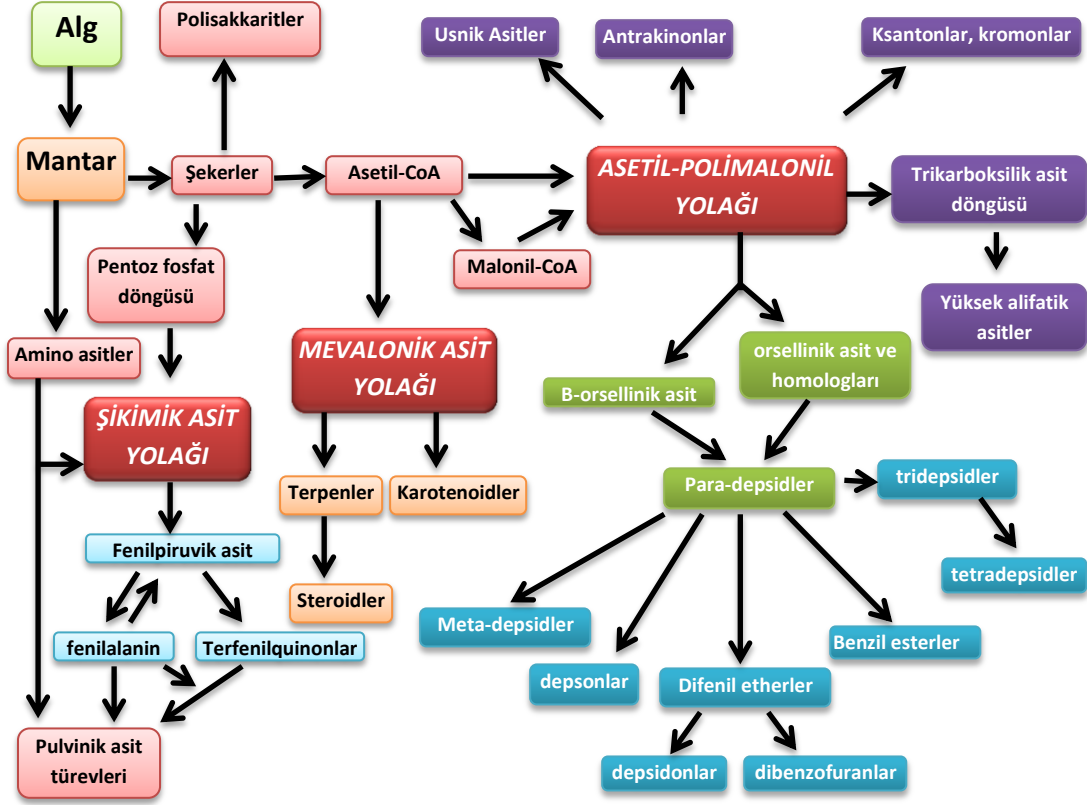 Alg
Polisakkaritler
Usnik Asitler
Antrakinonlar
Ksantonlar, kromonlar
Mantar
Şekerler
Asetil-CoA
ASETİL-POLİMALONİL
YOLAĞI
Trikarboksilik asit
döngüsü
Pentoz fosfat
döngüsü
Malonil-CoA
Yüksek alifatik
asitler
Amino asitler
MEVALONİK ASİT
YOLAĞI
orsellinik asit ve
homologları
B-orsellinik asit
ŞİKİMİK ASİT
YOLAĞI
Terpenler
Karotenoidler
Para-depsidler
tridepsidler
Fenilpiruvik asit
tetradepsidler
Steroidler
Meta-depsidler
fenilalanin
Terfenilquinonlar
Benzil esterler
depsonlar
Difenil etherler
Pulvinik asit
türevleri
depsidonlar
dibenzofuranlar